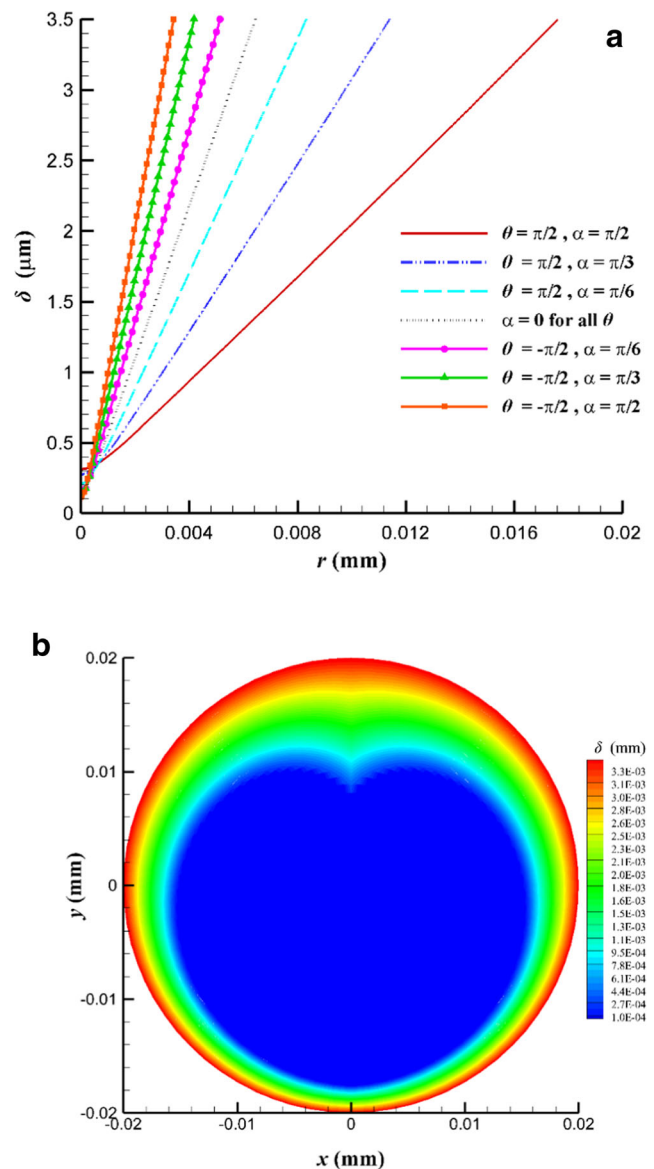 a
3.5
3
2.5
2
1.5
1
0.5
0
δ (μm)
θ = π/2 , α = π/2
θ = π/2 , α = π/3
θ = π/2 , α = π/6
α = 0 for all θ
θ = -π/2 , α = π/6
θ = -π/2 , α = π/3
θ = -π/2 , α = π/2
0 0.004 0.008 0.012 0.016 0.02
r (mm)
b
0.02
0.01
0
-0.01
-0.02
y (mm)
-0.02 -0.01 0 0.01 0.02
x (mm)
δ (mm)
3.3E-03
3.1E-03
2.8E-03
2.6E-03
2.5E-03
2.3E-03
2.1E-03
2.0E-03
1.8E-03
1.6E-03
1.5E-03
1.3E-03
1.1E-03
9.5E-04
7.8E-04
4.4E-04
2.7E-04
1.0E-04